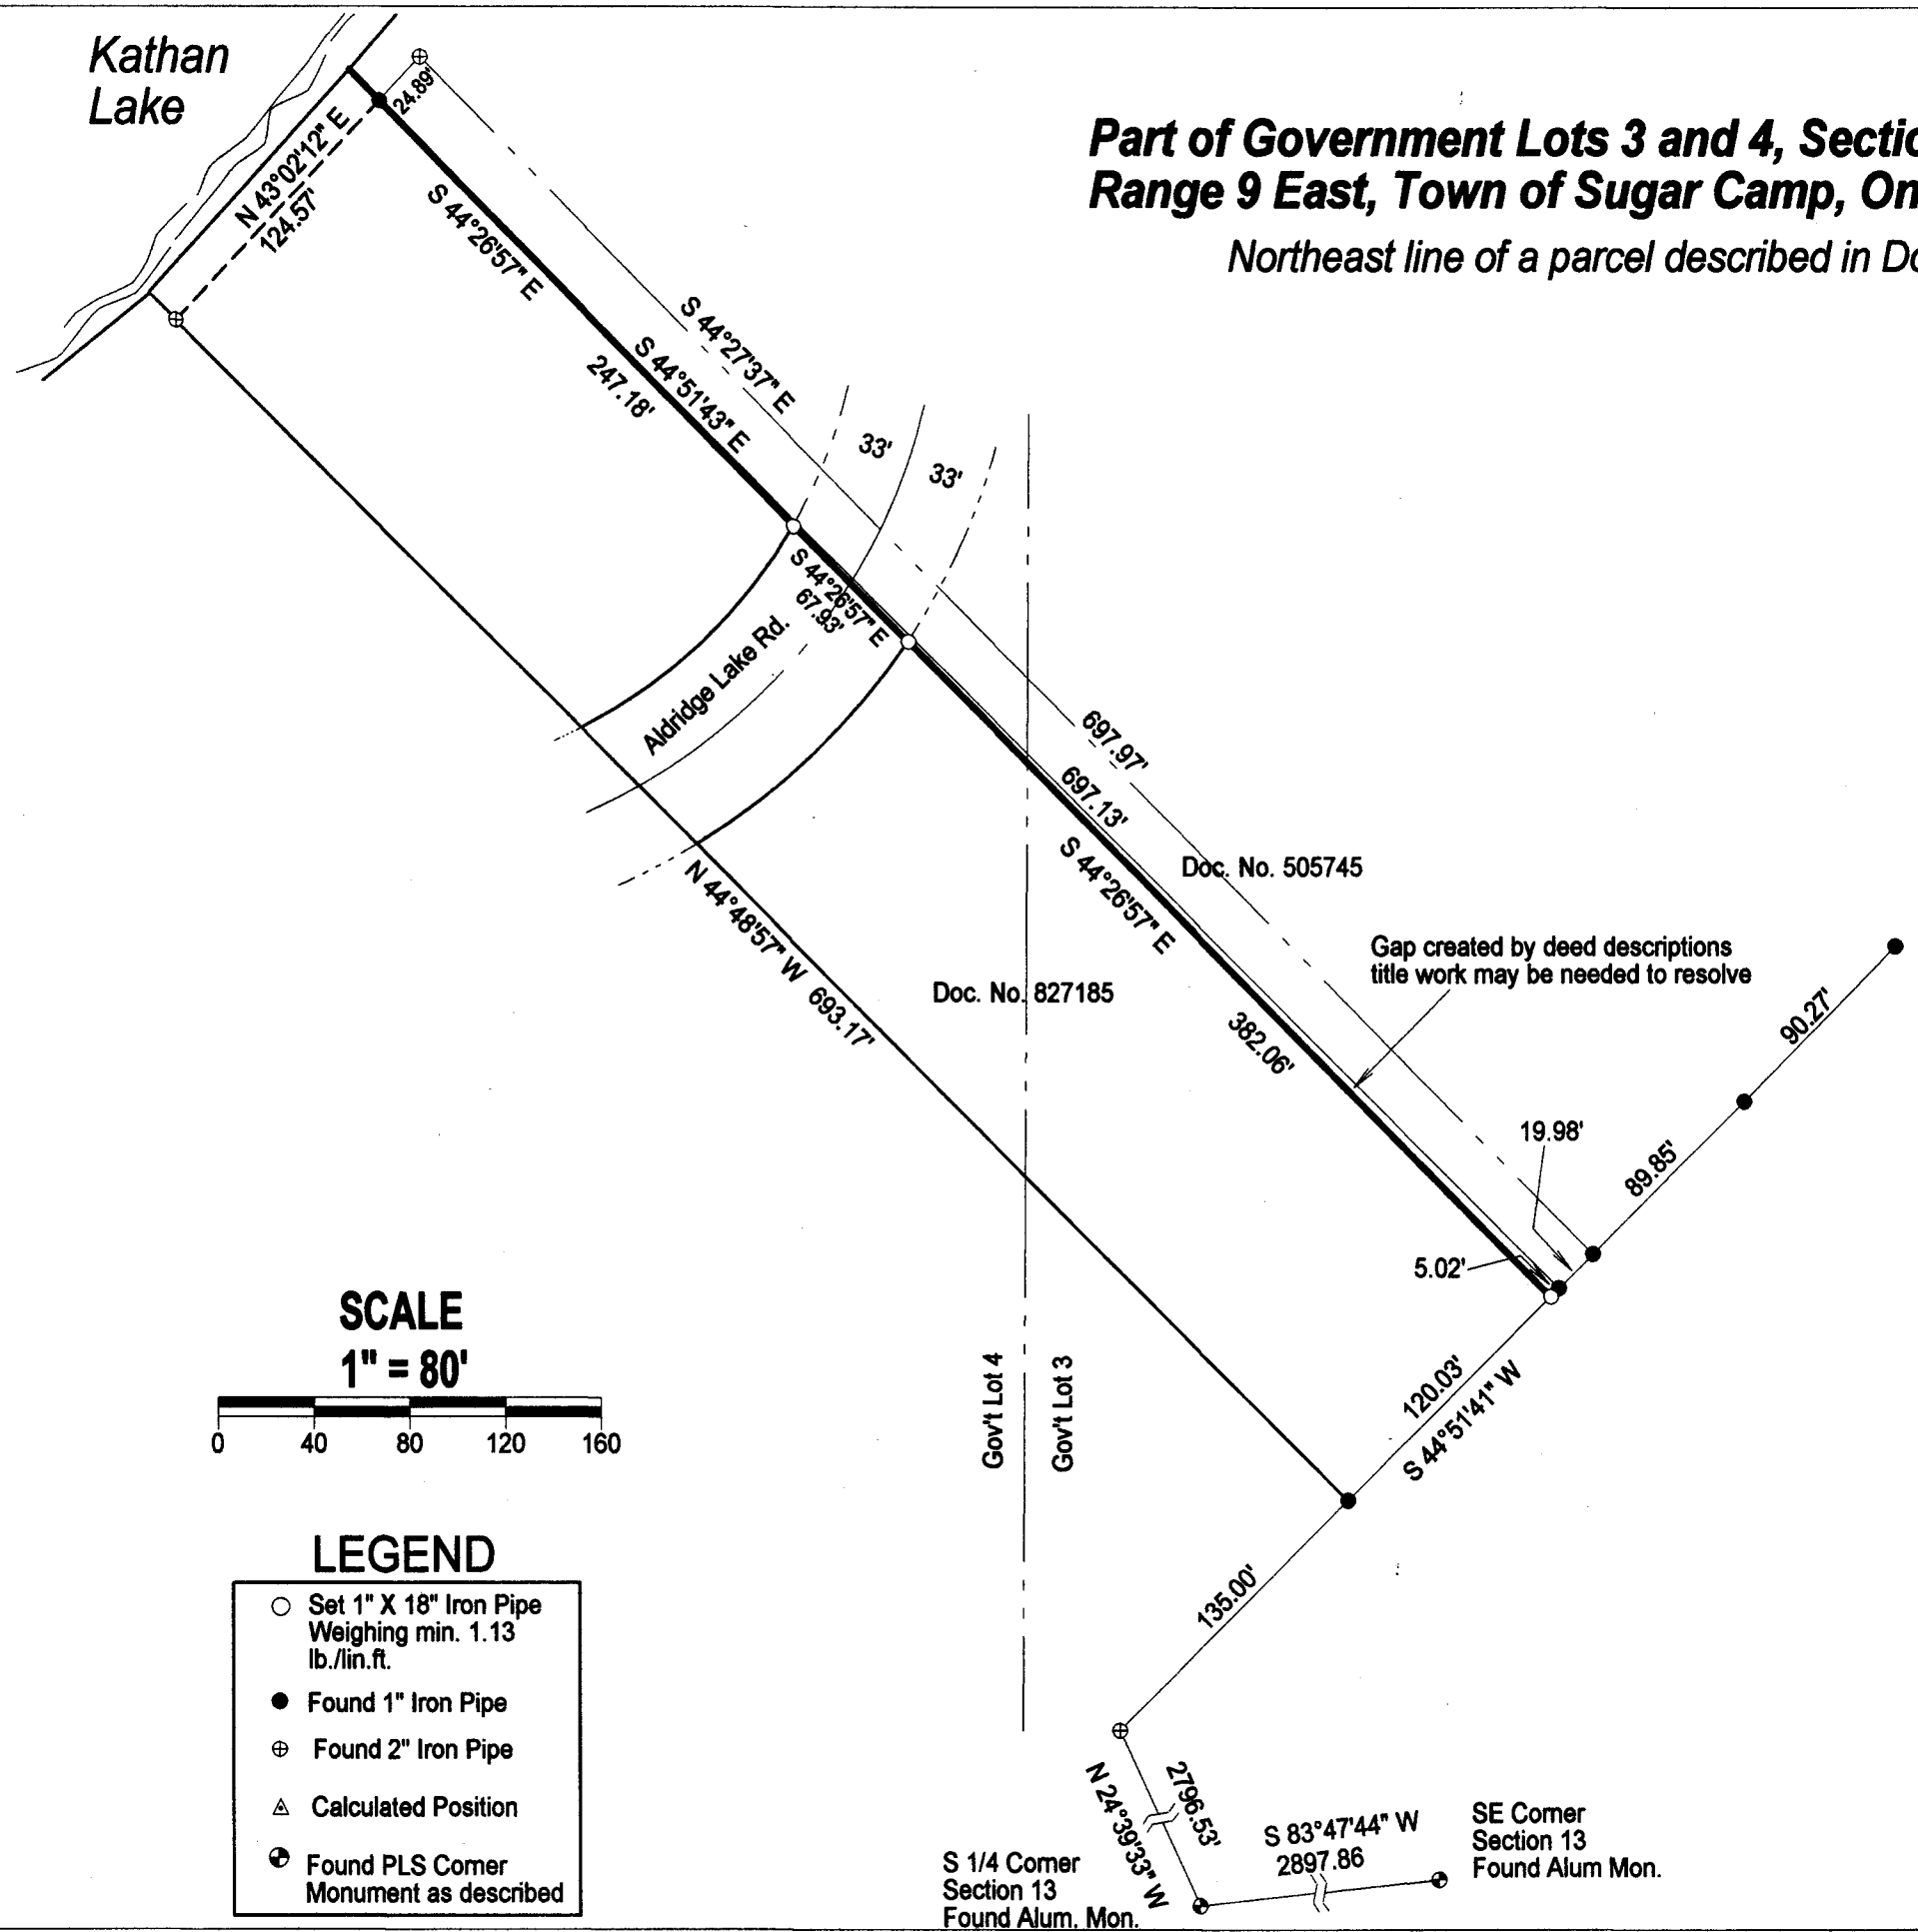 Kathan
Lake
24.89'
N 43°02'12" E
124.57'
Part of Government Lots 3 and 4, Sectio
Range 9 East, Town of Sugar Camp, On
Northeast line of a parcel described in Do
S 44°26'57" E
S 44°27'37" E
S 44°51'43" E
247.18'
33'
33'
S 44°26'57" E
67.93'
Aldridge Lake Rd.
697.97'
697.13'
S 44°26'57" E
Doc. No. 505745
N 44°48'57" W 693.17'
Doc. No. 827185
Gap created by deed descriptions
title work may be needed to resolve
382.06'
90.27'
19.98'
89.85'
5.02'
SCALE
1" = 80'
0 40 80 120 160
Gov't Lot 4
Gov't Lot 3
120.03'
S 44°51'41" W
135.00'
LEGEND
Set 1" X 18" Iron Pipe
Weighing min. 1.13
lb./lin.ft.
Found 1" Iron Pipe
Found 2" Iron Pipe
Calculated Position
Found PLS Corner
Monument as described
N 24°39'33" W
2796.53'
S 83°47'44" W
2897.86
SE Corner
Section 13
Found Alum Mon.
S 1/4 Corner
Section 13
Found Alum. Mon.